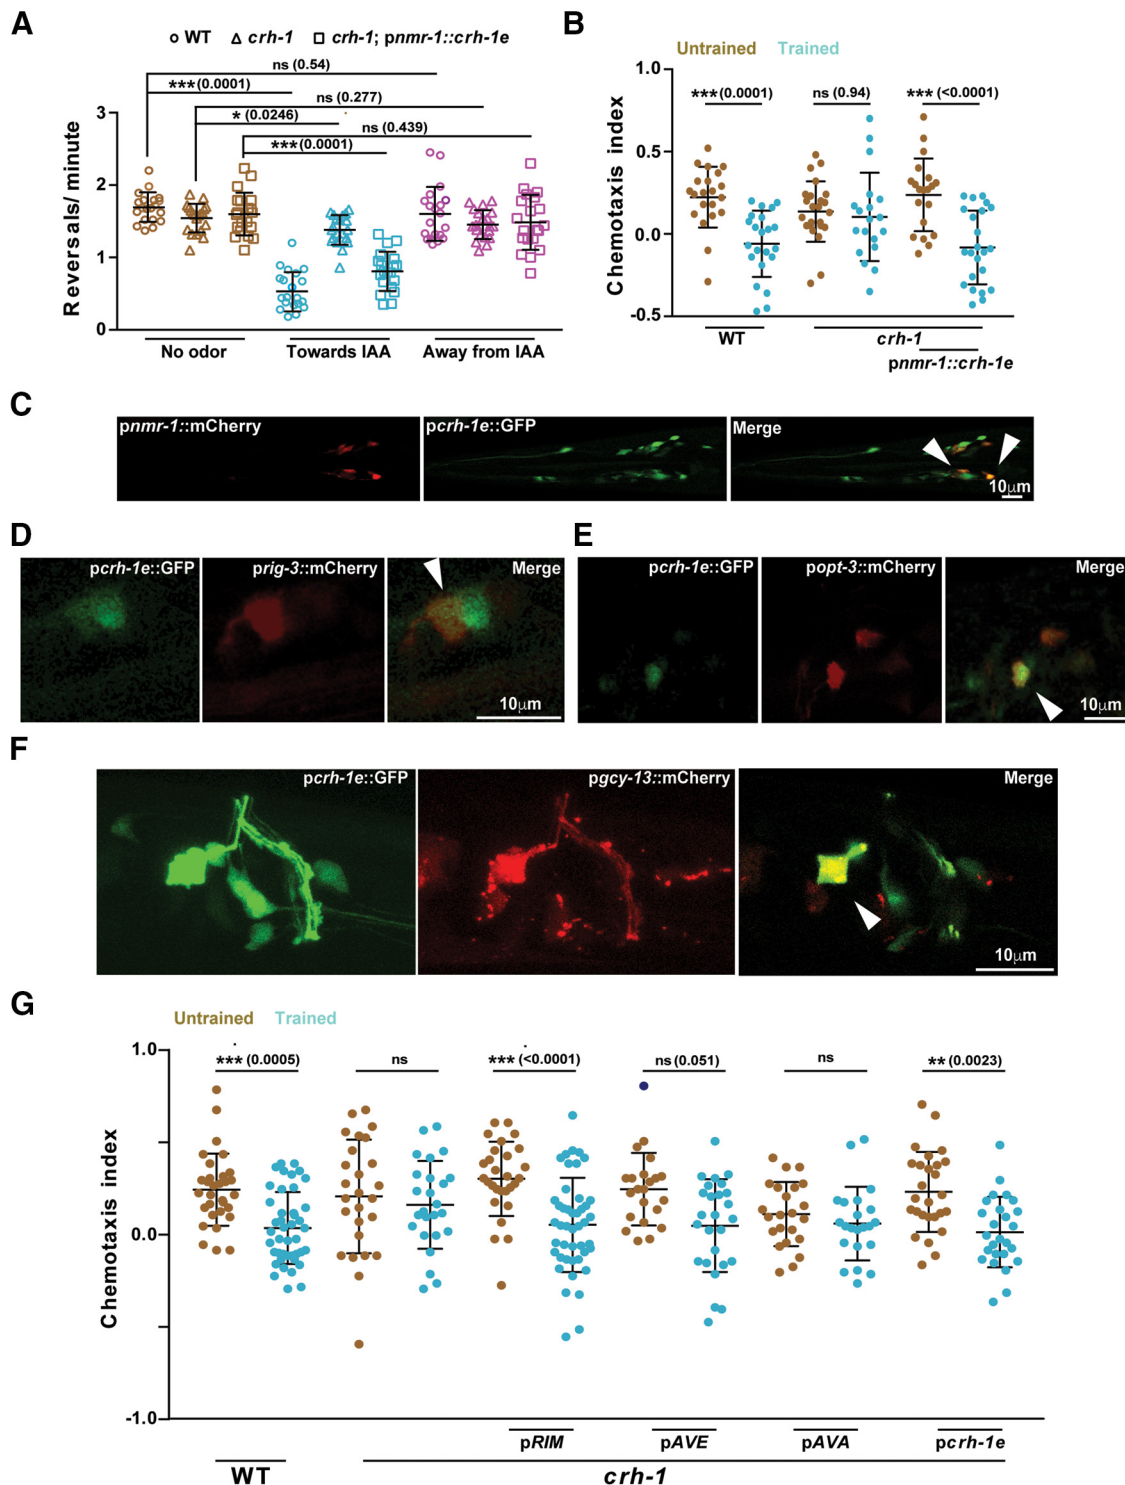 A
WT crh-1 crh-1; pnmr-1::crh-1e
ns (0.54)
***(0.0001)
ns (0.277)
* (0.0246)
ns (0.439)
***(0.0001)
Reversals/ minute
3
2
1
0
No odor Towards IAA Away from IAA
B
Untrained Trained
Chemotaxis index
1.0
0.5
0.0
-0.5
***(0.0001) ns (0.94) ***(<0.0001)
WT crh-1
pnmr-1::crh-1e
C
pnmr-1::mCherry pcrh-1e::GFP Merge
10μm
D
pcrh-1e::GFP prig-3::mCherry Merge
10μm
E
pcrh-1e::GFP popt-3::mCherry Merge
10μm
F
pcrh-1e::GFP pgcy-13::mCherry Merge
10μm
G
Untrained Trained
Chemotaxis index
1.0
0.0
-1.0
***(0.0005) ns ***(<0.0001) ns (0.051) ns **(0.0023)
pRIM pAVE pAVA pcrh-1e
WT crh-1